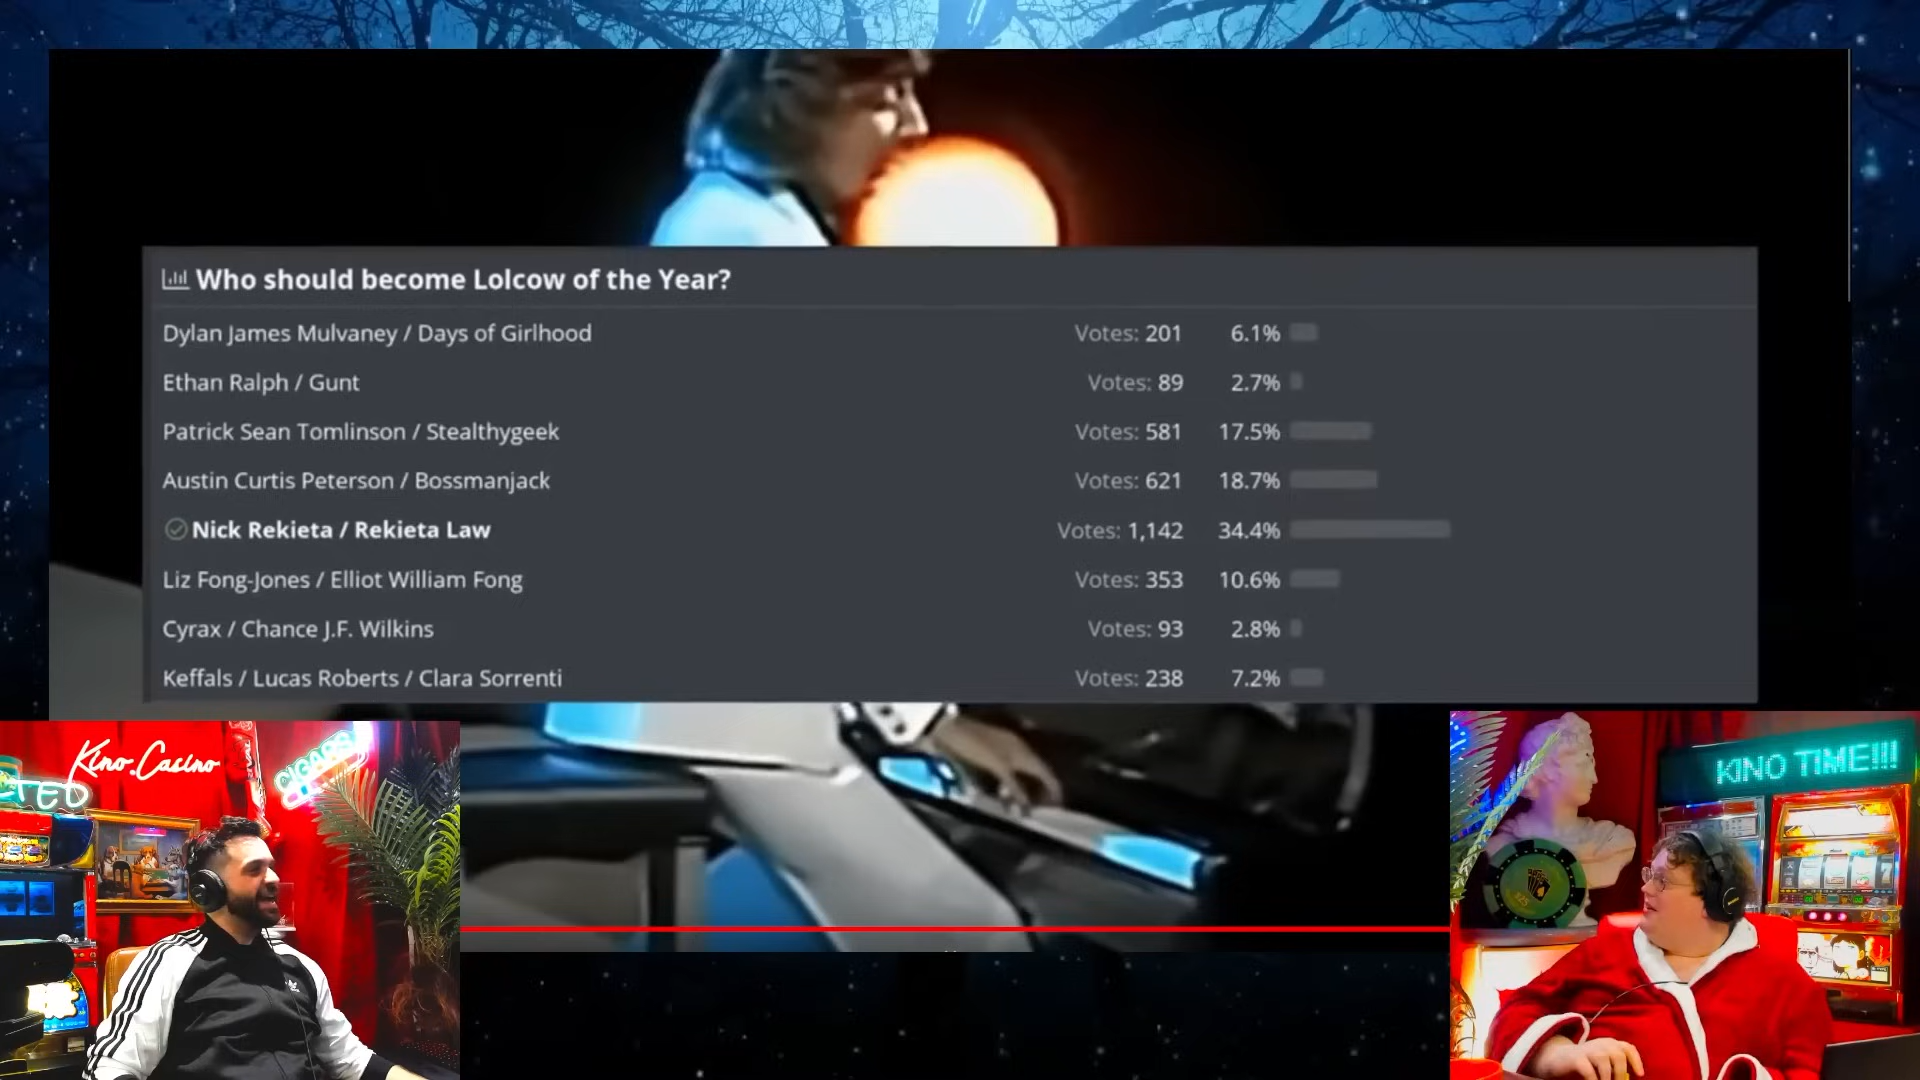 Who should become Lolcow of the Year?
Dylan James Mulvaney / Days of Girlhood Votes: 201 6.1%
Ethan Ralph / Gunt Votes: 89 2.7%
Patrick Sean Tomlinson / Stealthygeek Votes: 581 17.5%
Austin Curtis Peterson / Bossmanjack Votes: 621 18.7%
Nick Rekieta / Rekieta Law Votes: 1,142 34.4%
Liz Fong-Jones / Elliot William Fong Votes: 353 10.6%
Cyrax / Chance J.F. Wilkins Votes: 93 2.8%
Keffals / Lucas Roberts / Clara Sorrenti Votes: 238 7.2%
Kino.Casino
CIGARS
KINO TIME!!!